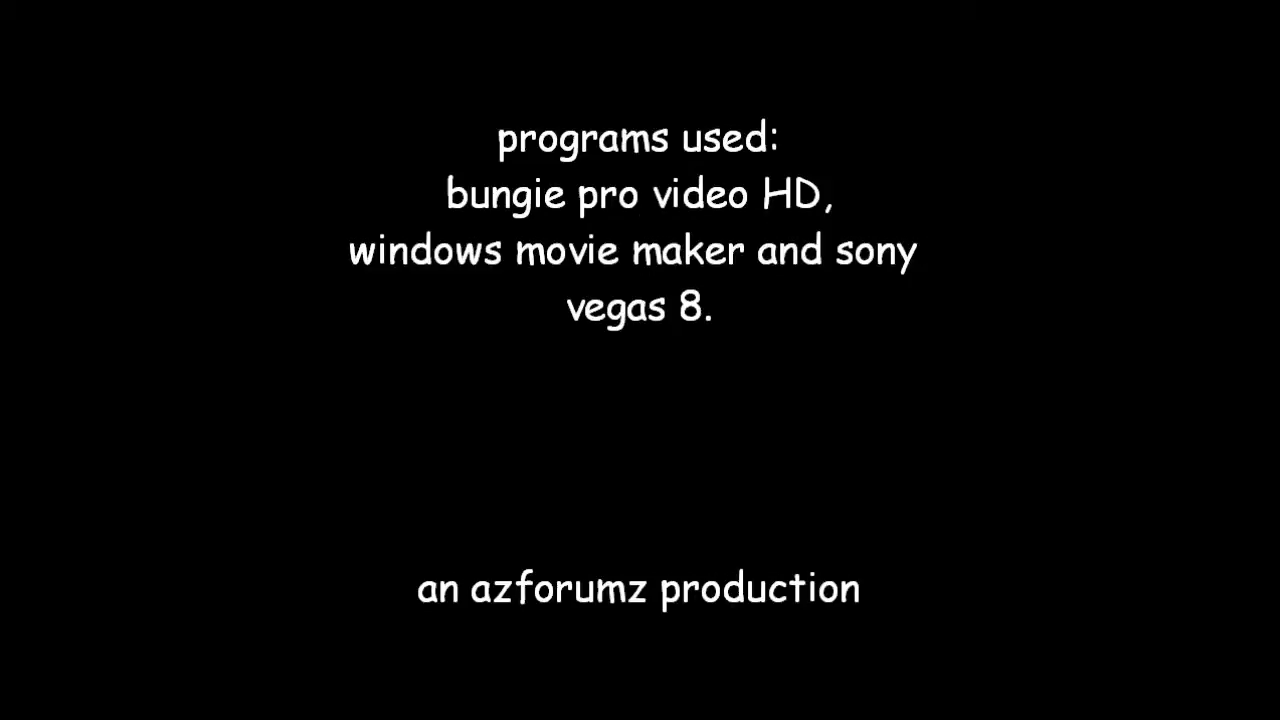 programs used:
bungie pro video HD,
windows movie maker and sony
vegas 8.
an azforumz production